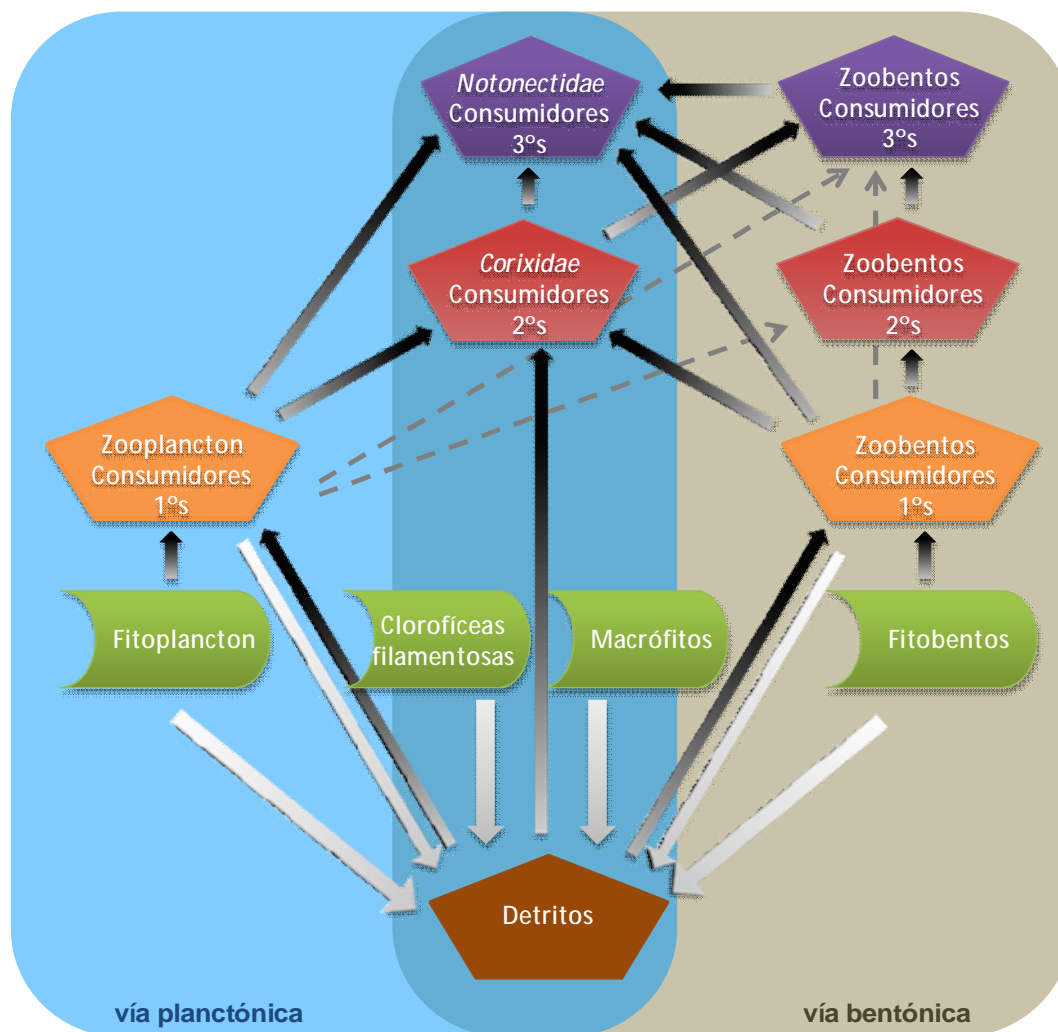 Notonectidae
Consumidores
3ºs
Zoobentos
Consumidores
3ºs
Corixidae
Consumidores
2ºs
Zoobentos
Consumidores
2ºs
Zooplancton
Consumidores
1ºs
Zoobentos
Consumidores
1ºs
Fitoplancton
Clorofíceas
filamentosas
Macrófitos
Fitobentos
Detritos
vía planctónica
vía bentónica